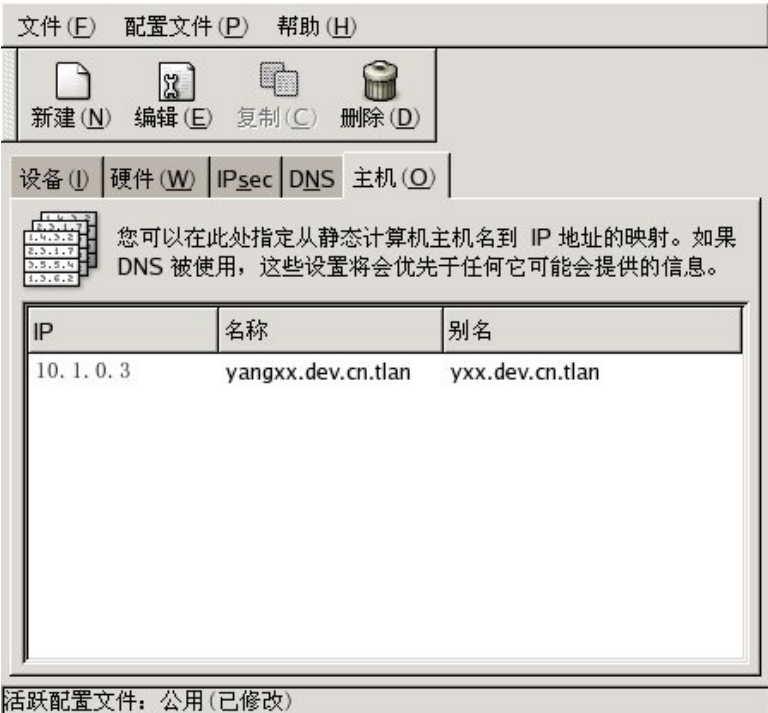 文件(F) 配置文件(P) 帮助(H)
新建(N) 编辑(E) 复制(C) 删除(D)
设备(I) 硬件(W) IPsec DNS 主机(O)
您可以在此处指定从静态计算机主机名到 IP 地址的映射。如果
DNS 被使用，这些设置将会优先于任何它可能会提供的信息。
IP 名称 别名
10.1.0.3 yangxx.dev.cn.tlan yxx.dev.cn.tlan
活跃配置文件：公用(已修改)